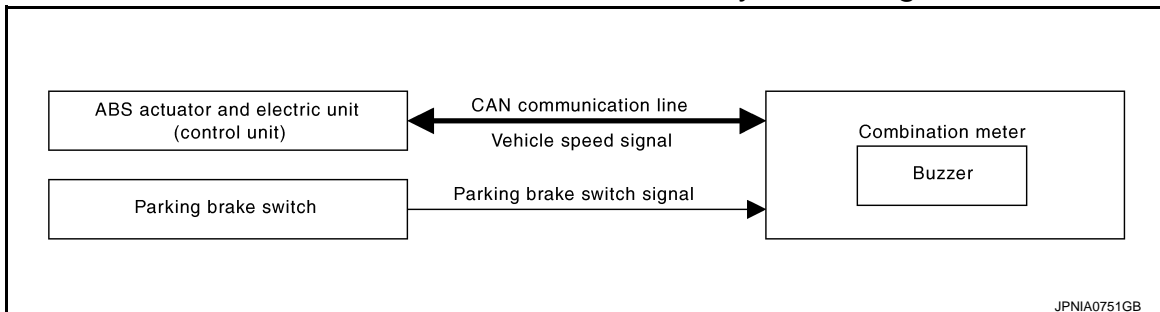 ABS actuator and electric unit
(control unit)
CAN communication line
Vehicle speed signal
Combination meter
Buzzer
Parking brake switch
Parking brake switch signal
JPNIA0751GB